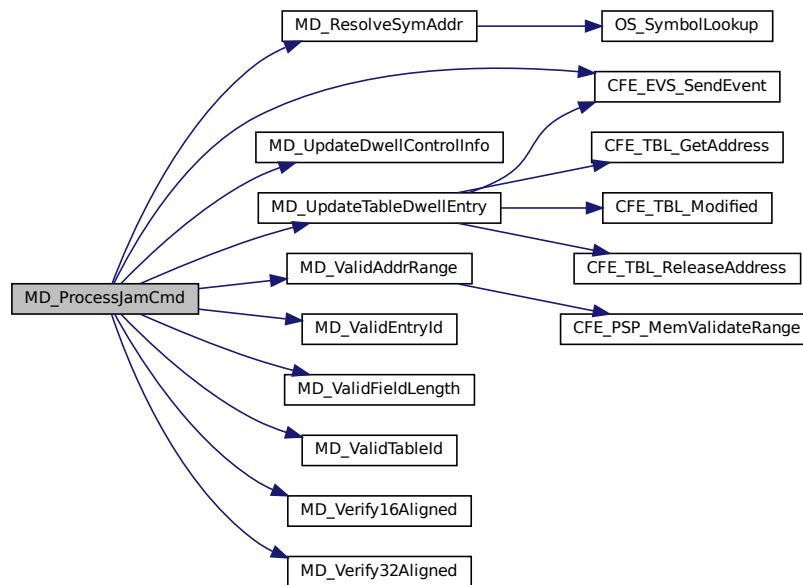 MD_ResolveSymAddr
OS_SymbolLookup
CFE_EVS_SendEvent
MD_UpdateDwellControlInfo
CFE_TBL_GetAddress
MD_UpdateTableDwellEntry
CFE_TBL_Modified
MD_ValidAddrRange
CFE_TBL_ReleaseAddress
MD_ProcessJamCmd
MD_ValidEntryId
CFE_PSP_MemValidateRange
MD_ValidFieldLength
MD_ValidTableId
MD_Verify16Aligned
MD_Verify32Aligned